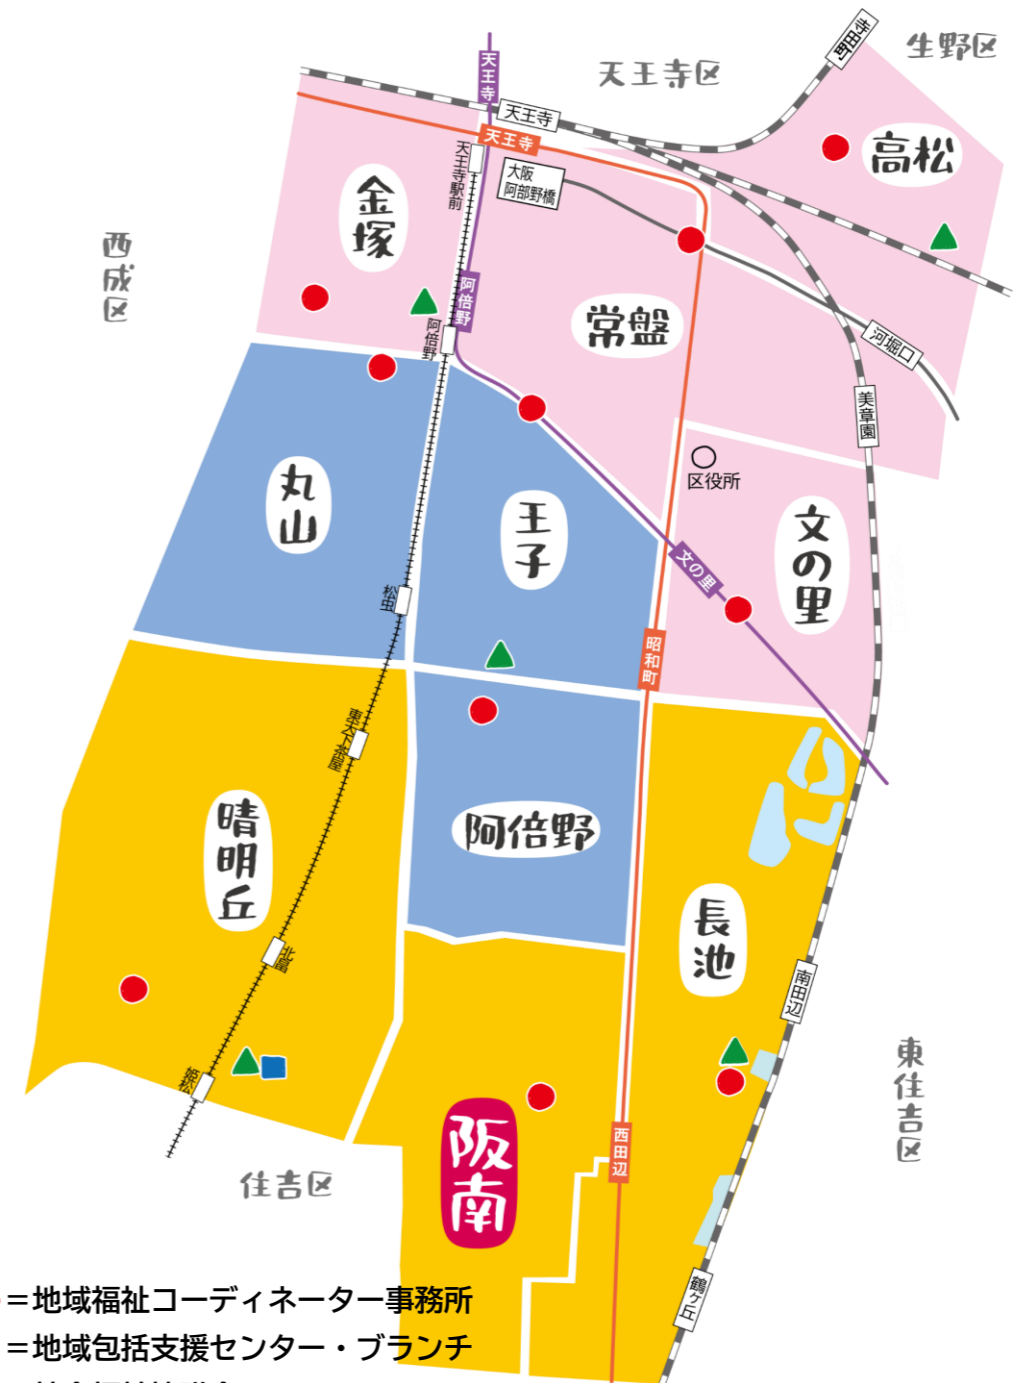 寺田町
生野区
天王寺区
天王寺
天王寺
天王寺
高松
天王寺駅前
大阪
阿部野橋
金塚
西成区
阿倍野
阿倍野
常盤
河堀口
美章園
区役所
丸山
王子
文の里
文の里
松虫
昭和町
東天下茶屋
晴明丘
阿倍野
長池
北畠
南田辺
東住吉区
姫松
阪南
西田辺
住吉区
鶴ヶ丘
=地域福祉コーディネーター事務所
=地域包括支援センター・ブランチ